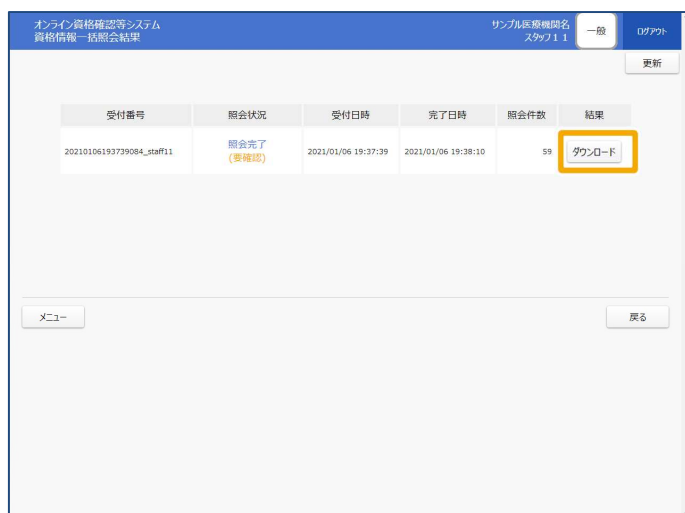 オンライン資格確認等システム
資格情報一括照会結果
サンプル医療機関名
スタッフ11
一般
ログアウト
更新
受付番号 照会状況 受付日時 完了日時 照会件数 結果
20210106193739084_staff11 照会完了 (要確認) 2021/01/06 19:37:39 2021/01/06 19:38:10 59 ダウンロード
メニュー 戻る